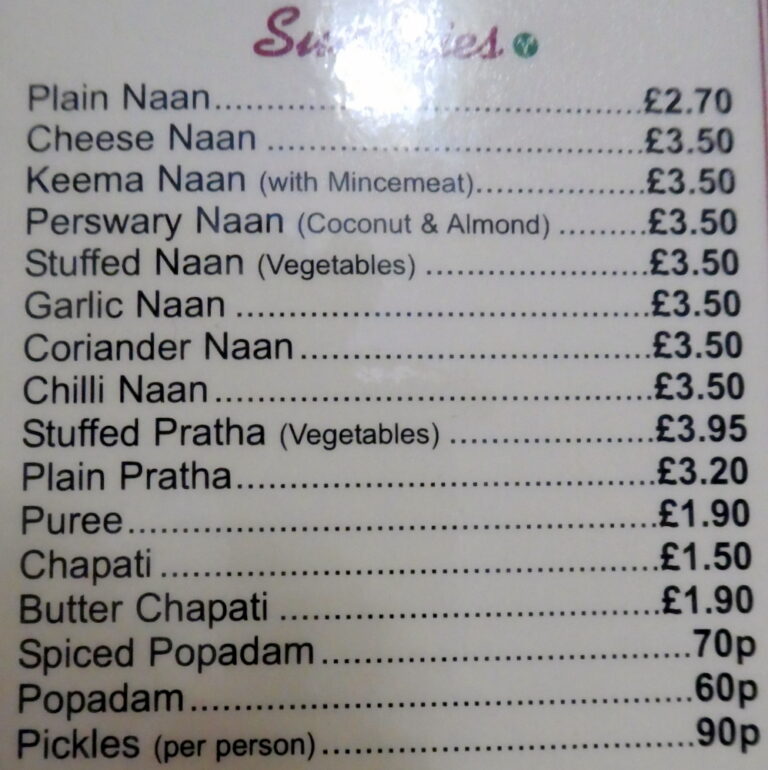 Sundries
Plain Naan..............................................£2.70
Cheese Naan ........................................£3.50
Keema Naan (with Mincemeat)..................£3.50
Perswary Naan (Coconut & Almond) .........£3.50
Stuffed Naan (Vegetables) .......................£3.50
Garlic Naan ...........................................£3.50
Coriander Naan....................................£3.50
Chilli Naan.............................................£3.50
Stuffed Pratha (Vegetables) .....................£3.95
Plain Pratha...........................................£3.20
Puree......................................................£1.90
Chapati ..................................................£1.50
Butter Chapati .......................................£1.90
Spiced Popadam.....................................70p
Popadam..................................................60p
Pickles (per person).....................................90p